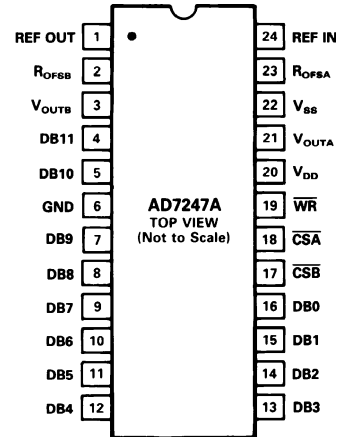 REF OUT 1 24 REF IN
ROFSB 2 23 ROFSA
VOUTB 3 22 VSS
DB11 4 21 VOUTA
DB10 5 20 VDD
GND 6 AD7247A 19 WR
TOP VIEW
DB9 7 (Not to Scale) 18 CSA
DB8 8 17 CSB
DB7 9 16 DB0
DB6 10 15 DB1
DB5 11 14 DB2
DB4 12 13 DB3